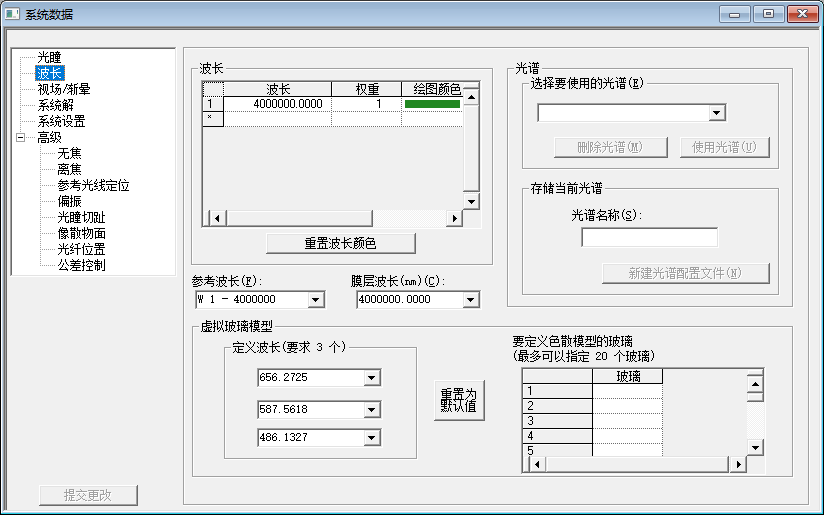 系统数据
光瞳
波长
视场/渐晕
系统解
系统设置
高级
无焦
离焦
参考光线定位
偏振
光瞳切趾
像散物面
光纤位置
公差控制
提交更改
波长
波长 权重 绘图颜色
1 4000000.0000 1
*
重置波长颜色
参考波长(F):
W 1 - 4000000
膜层波长(nm)(C):
4000000.0000
光谱
选择要使用的光谱(E)
删除光谱(M) 使用光谱(U)
存储当前光谱
光谱名称(S):
新建光谱配置文件(N)
虚拟玻璃模型
定义波长(要求 3 个)
656.2725
587.5618
486.1327
重置为
默认值
要定义色散模型的玻璃
(最多可以指定 20 个玻璃)
玻璃
1
2
3
4
5